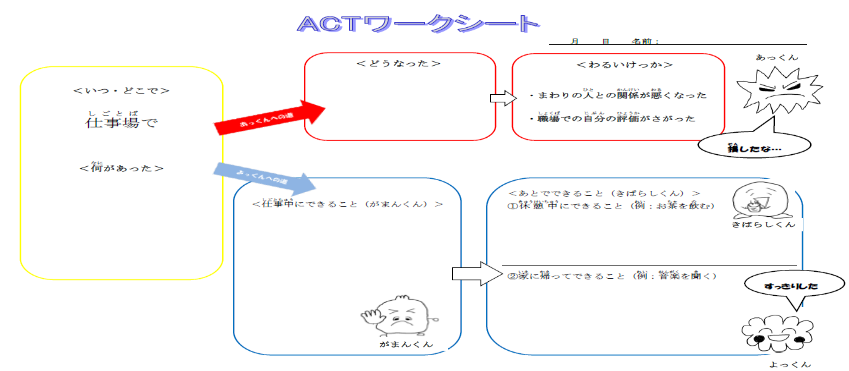 ACTワークシート
月　日　名前：
＜いつ・どこで＞
仕事場で
＜何があった＞
あっくんへの道
よっくんへの道
＜どうなった＞
＜わるいけっか＞
・まわりの人との関係が悪くなった
・職場での自分の評価がさがった
あっくん
損したな…
＜仕事中にできること（がまんくん）＞
がまんくん
＜あとでできること（きばらしくん）＞
①休憩中にできること（例：お茶を飲む）
きばらしくん
②家に帰ってできること（例：音楽を聞く）
すっきりした
よっくん